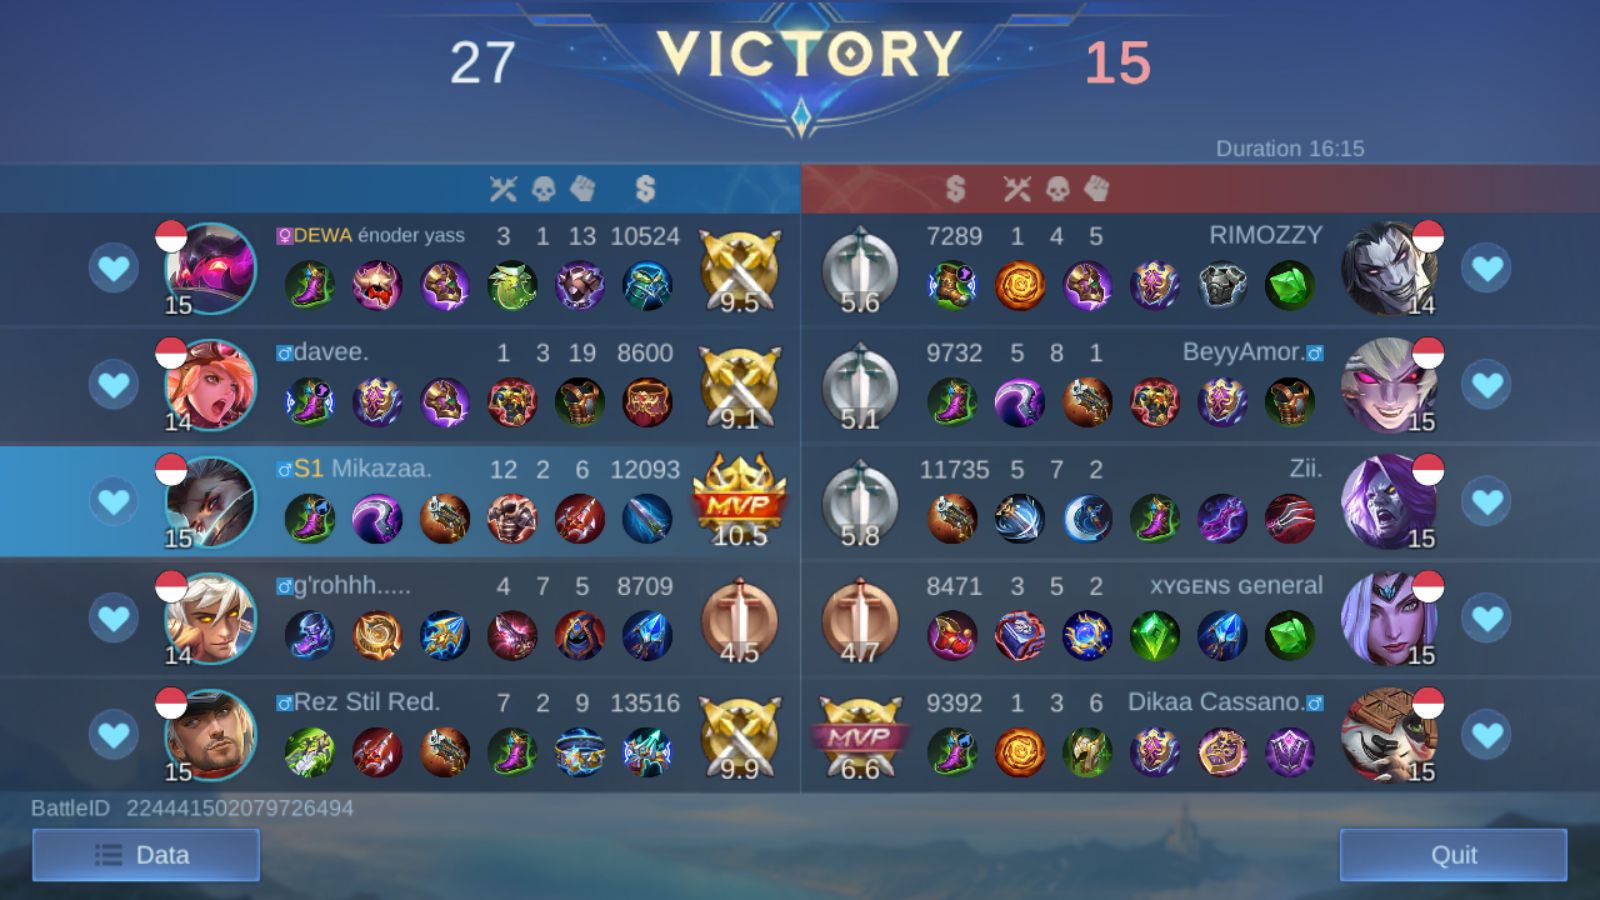 27 VICTORY 15
Duration 16:15
DEWA énoder yass 3 1 13 10524
15 9.5
7289 1 4 5 RIMOZZY
5.6 14
davee. 1 3 19 8600
14 9.1
9732 5 8 1 BeyyAmor.
5.1 15
S1 Mikazaa. 12 2 6 12093
MVP
15 10.5
11735 5 7 2 Zii.
5.8 15
g'rohhh..... 4 7 5 8709
14 4.5
8471 3 5 2 XYGENS General
4.7 15
Rez Stil Red. 7 2 9 13516
15 9.9
9392 1 3 6 Dikaa Cassano.
MVP
6.6 15
BattleID 224441502079726494
Data
Quit